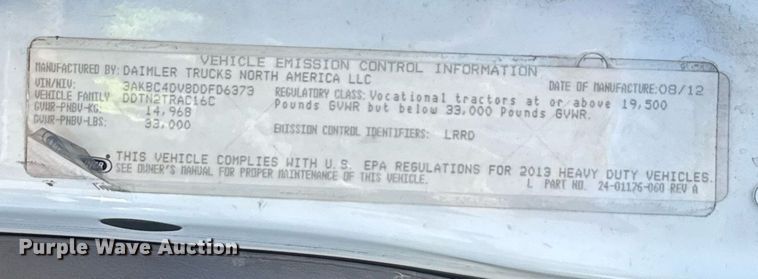 VEHICLE EMISSION CONTROL INFORMATION
MANUFACTURED BY: DAIMLER TRUCKS NORTH AMERICA LLC
DATE OF MANUFACTURE: 08/12
VIN/NIV: 3AKBC4DV8DDFD6373
VEHICLE FAMILY DDTN2TRAC16C
GVWR-PNBV-KG: 14,968
GVWR-PNBV-LBS: 33,000
REGULATORY CLASS: Vocational tractors at or above 19,500
Pounds GVWR but below 33,000 Pounds GVWR.
EMISSION CONTROL IDENTIFIERS: LRRD
THIS VEHICLE COMPLIES WITH U.S. EPA REGULATIONS FOR 2013 HEAVY DUTY VEHICLES.
SEE OWNER'S MANUAL FOR PROPER MAINTENANCE OF THIS VEHICLE.
L PART NO. 24-01176-060 REV A
Purple Wave Auction